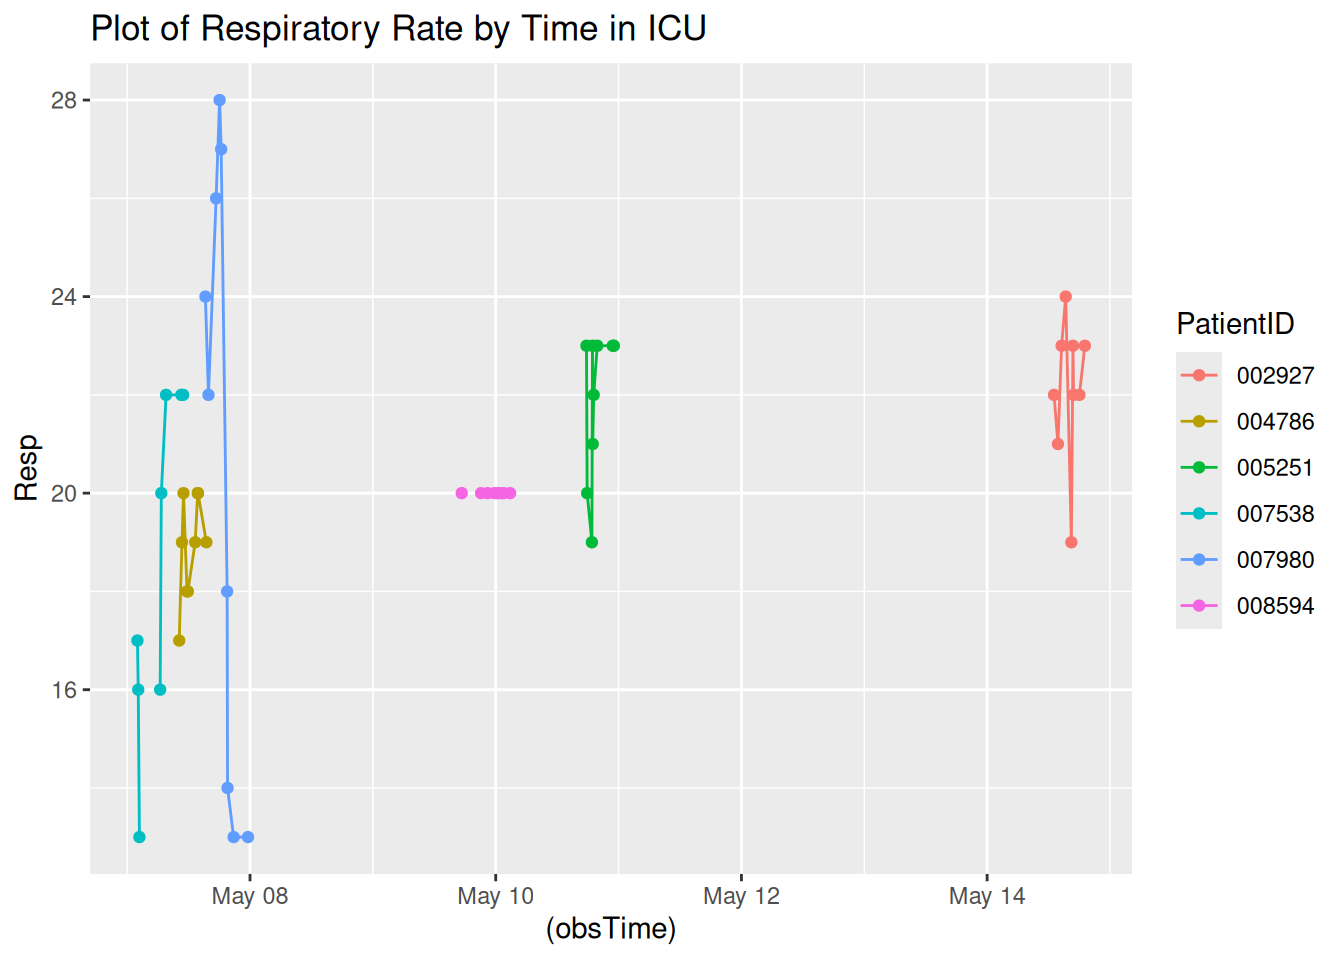 Plot of Respiratory Rate by Time in ICU
28
24
20
16
Resp
May 08 May 10 May 12 May 14
(obsTime)
PatientID
002927
004786
005251
007538
007980
008594